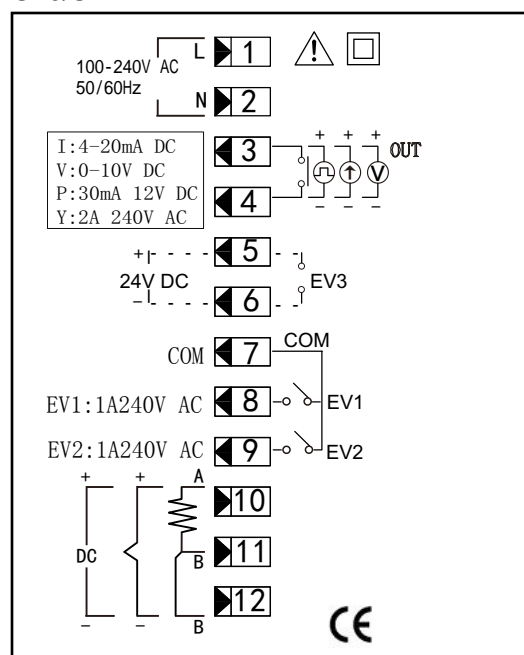 100-240V AC
50/60Hz
L
1
N
2
I:4-20mA DC
V:0-10V DC
P:30mA 12V DC
Y:2A 240V AC
3
4
+ + +
OUT
V
- - -
+
24V DC
-
5
6
EV3
COM
7
COM
EV1:1A240V AC
8
EV1
EV2:1A240V AC
9
EV2
+ +
A
10
DC
B
11
- -
B
12
CE